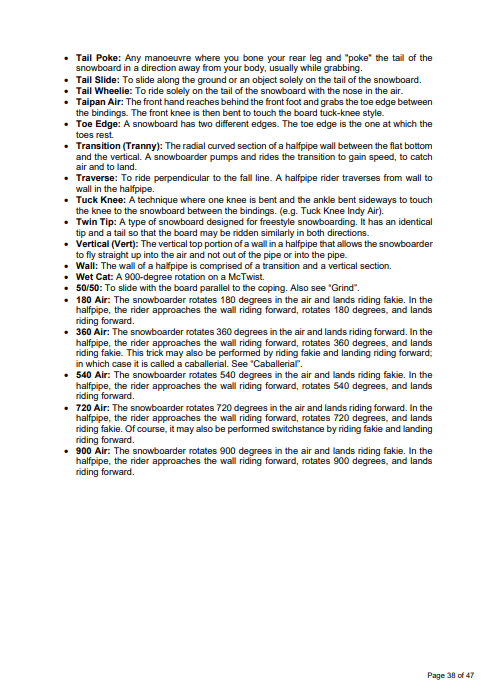 • Tail Poke: Any manoeuvre where you bone your rear leg and "poke" the tail of the
snowboard in a direction away from your body, usually while grabbing.
• Tail Slide: To slide along the ground or an object solely on the tail of the snowboard.
• Tail Wheelie: To ride solely on the tail of the snowboard with the nose in the air.
• Taipan Air: The front hand reaches behind the front foot and grabs the toe edge between
the bindings. The front knee is then bent to touch the board tuck-knee style.
• Toe Edge: A snowboard has two different edges. The toe edge is the one at which the
toes rest.
• Transition (Tranny): The radial curved section of a halfpipe wall between the flat bottom
and the vertical. A snowboarder pumps and rides the transition to gain speed, to catch
air and to land.
• Traverse: To ride perpendicular to the fall line. A halfpipe rider traverses from wall to
wall in the halfpipe.
• Tuck Knee: A technique where one knee is bent and the ankle bent sideways to touch
the knee to the snowboard between the bindings. (e.g. Tuck Knee Indy Air).
• Twin Tip: A type of snowboard designed for freestyle snowboarding. It has an identical
tip and a tail so that the board may be ridden similarly in both directions.
• Vertical (Vert): The vertical top portion of a wall in a halfpipe that allows the snowboarder
to fly straight up into the air and not out of the pipe or into the pipe.
• Wall: The wall of a halfpipe is comprised of a transition and a vertical section.
• Wet Cat: A 900-degree rotation on a McTwist.
• 50/50: To slide with the board parallel to the coping. Also see “Grind”.
• 180 Air: The snowboarder rotates 180 degrees in the air and lands riding fakie. In the
halfpipe, the rider approaches the wall riding forward, rotates 180 degrees, and lands
riding forward.
• 360 Air: The snowboarder rotates 360 degrees in the air and lands riding forward. In the
halfpipe, the rider approaches the wall riding forward, rotates 360 degrees, and lands
riding fakie. This trick may also be performed by riding fakie and landing riding forward;
in which case it is called a caballerial. See “Caballerial”.
• 540 Air: The snowboarder rotates 540 degrees in the air and lands riding fakie. In the
halfpipe, the rider approaches the wall riding forward, rotates 540 degrees, and lands
riding forward.
• 720 Air: The snowboarder rotates 720 degrees in the air and lands riding forward. In the
halfpipe, the rider approaches the wall riding forward, rotates 720 degrees, and lands
riding fakie. Of course, it may also be performed switchstance by riding fakie and landing
riding forward.
• 900 Air: The snowboarder rotates 900 degrees in the air and lands riding fakie. In the
halfpipe, the rider approaches the wall riding forward, rotates 900 degrees, and lands
riding forward.
Page 38 of 47